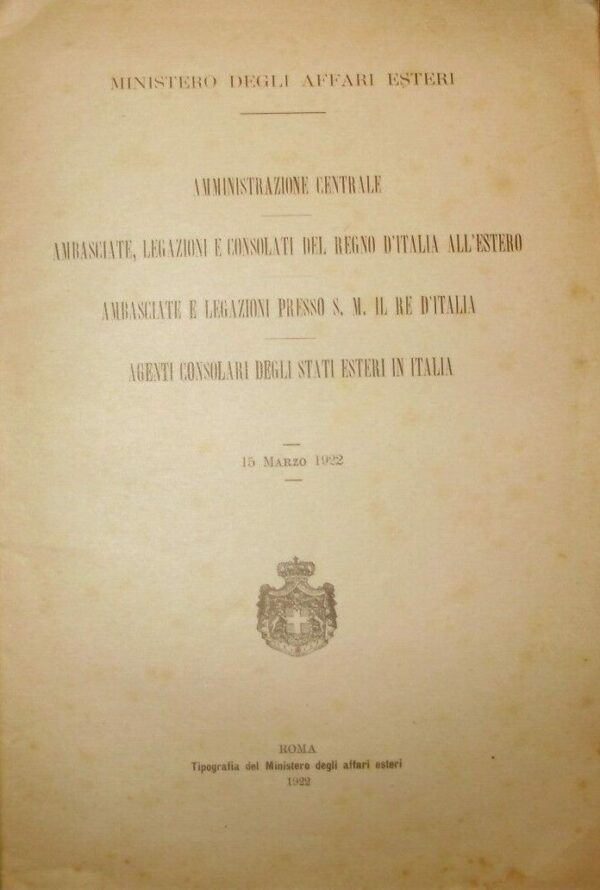 MINISTERO DEGLI AFFARI ESTERI
AMMINISTRAZIONE CENTRALE
AMBASCIATE, LEGAZIONI E CONSOLATI DEL REGNO D'ITALIA ALL'ESTERO
AMBASCIATE E LEGAZIONI PRESSO S. M. IL RE D'ITALIA
AGENTI CONSOLARI DEGLI STATI ESTERI IN ITALIA
15 MARZO 1922
ROMA
Tipografia del Ministero degli affari esteri
1922